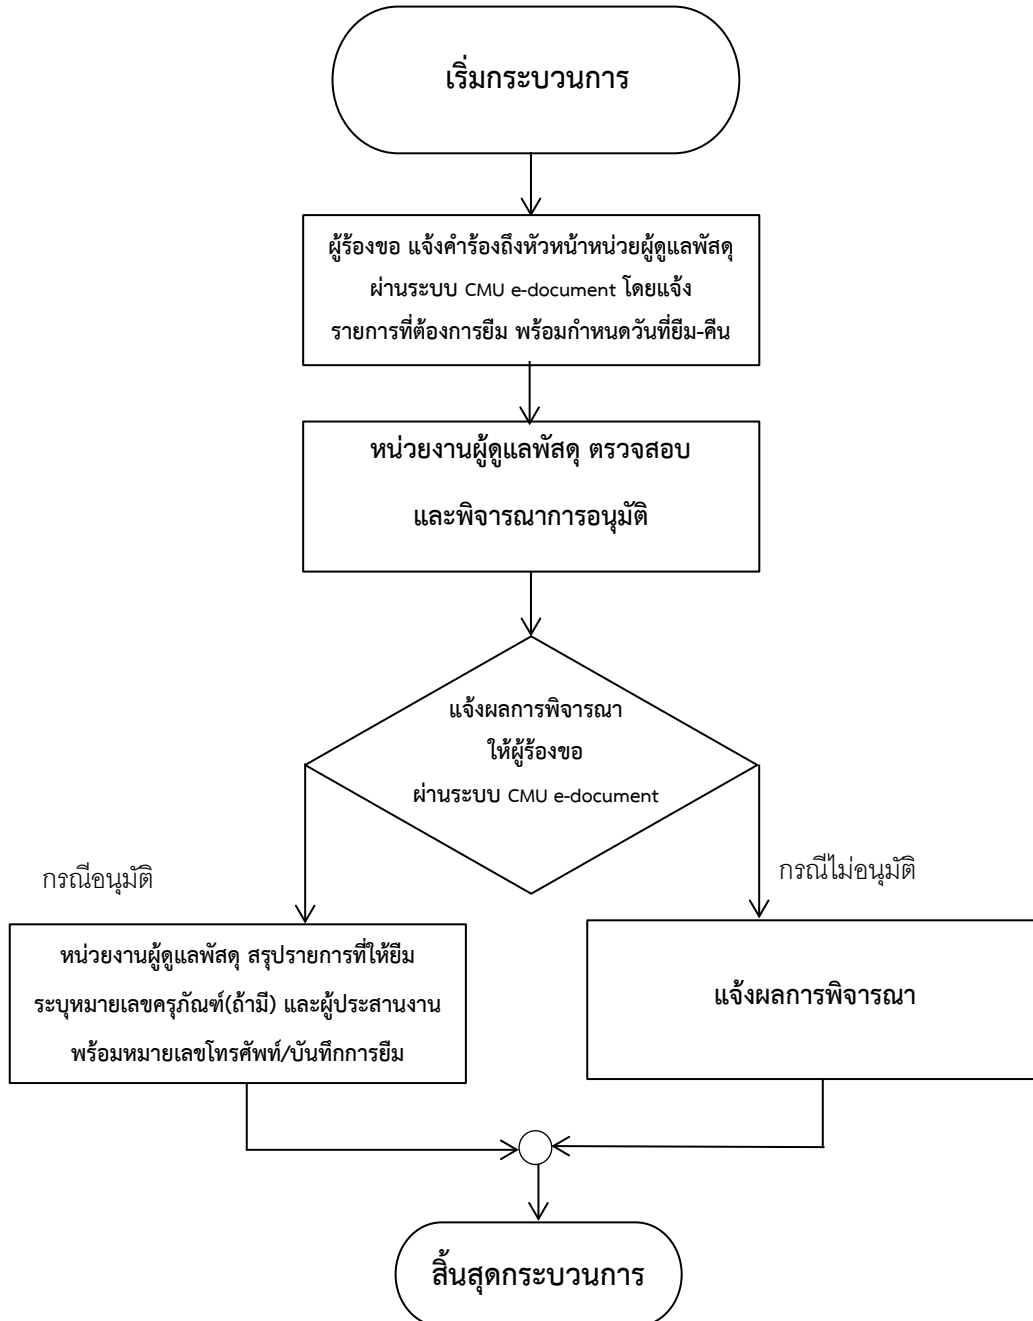 เริ่มกระบวนการ
ผู้ร้องขอ แจ้งคำร้องถึงหัวหน้าหน่วยผู้ดูแลพัสดุ
ผ่านระบบ CMU e-document โดยแจ้ง
รายการที่ต้องการยืม พร้อมกำหนดวันที่ยืม-คืน
หน่วยงานผู้ดูแลพัสดุ ตรวจสอบ
และพิจารณาการอนุมัติ
แจ้งผลการพิจารณา
ให้ผู้ร้องขอ
ผ่านระบบ CMU e-document
กรณีอนุมัติ
กรณีไม่อนุมัติ
หน่วยงานผู้ดูแลพัสดุ สรุปรายการที่ให้ยืม
ระบุหมายเลขครุภัณฑ์(ถ้ามี) และผู้ประสานงาน
พร้อมหมายเลขโทรศัพท์/บันทึกการยืม
แจ้งผลการพิจารณา
สิ้นสุดกระบวนการ